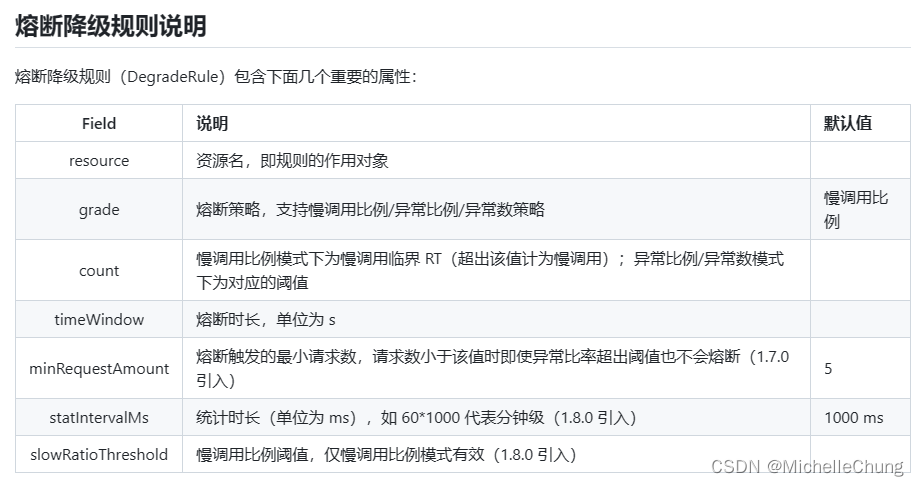 熔断降级规则说明
熔断降级规则（DegradeRule）包含下面几个重要的属性：
Field 说明 默认值
resource 资源名，即规则的作用对象
grade 熔断策略，支持慢调用比例/异常比例/异常数策略 慢调用比
例
count 慢调用比例模式下为慢调用临界 RT（超出该值计为慢调用）；异常比例/异常数模式
下为对应的阈值
timeWindow 熔断时长，单位为 s
minRequestAmount 熔断触发的最小请求数，请求数小于该值时即使异常比率超出阈值也不会熔断（1.7.0
引入） 5
statIntervalMs 统计时长（单位为 ms），如 60*1000 代表分钟级（1.8.0 引入） 1000 ms
slowRatioThreshold 慢调用比例阈值，仅慢调用比例模式有效（1.8.0 引入）
CSDN @MichelleChung